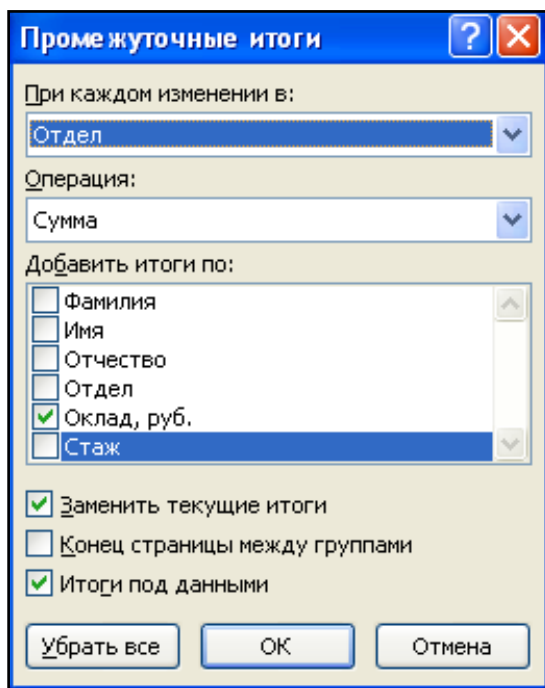 Промежуточные итоги
При каждом изменении в:
Отдел
Операция:
Сумма
Добавить итоги по:
Фамилия
Имя
Отчество
Отдел
Оклад, руб.
Стаж
Заменить текущие итоги
Конец страницы между группами
Итоги под данными
Убрать все ОК Отмена